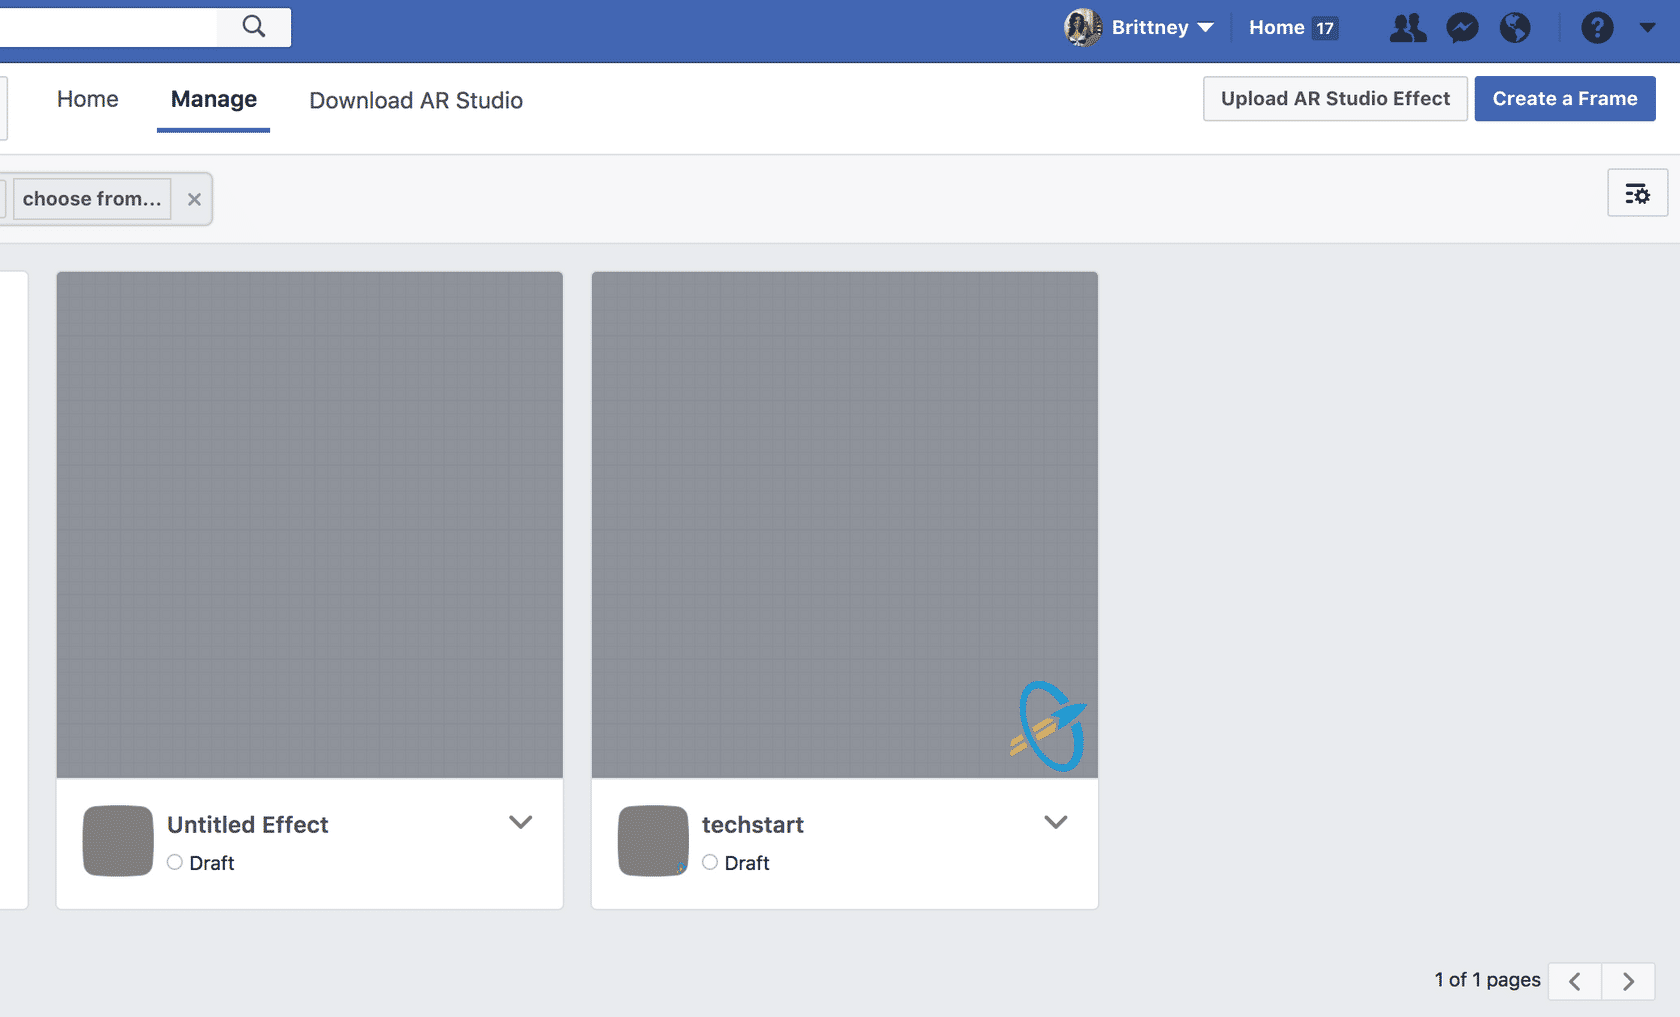 Brittney
Home 17
Home
Manage
Download AR Studio
Upload AR Studio Effect
Create a Frame
choose from...
Untitled Effect
Draft
techstart
Draft
1 of 1 pages